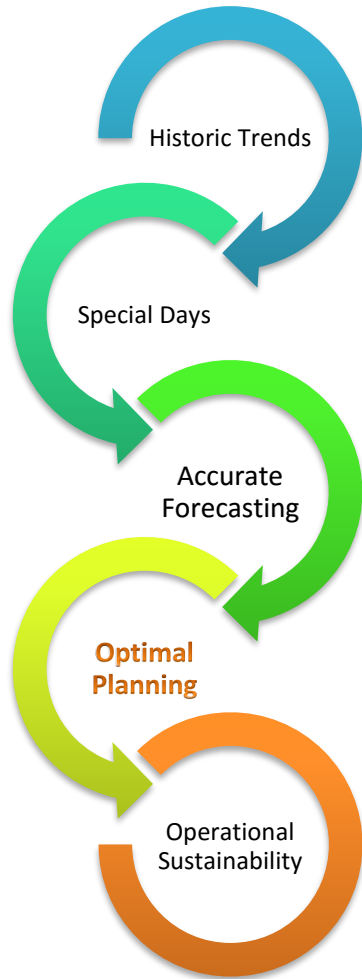 Historic Trends
Special Days
Accurate
Forecasting
Optimal
Planning
Operational
Sustainability